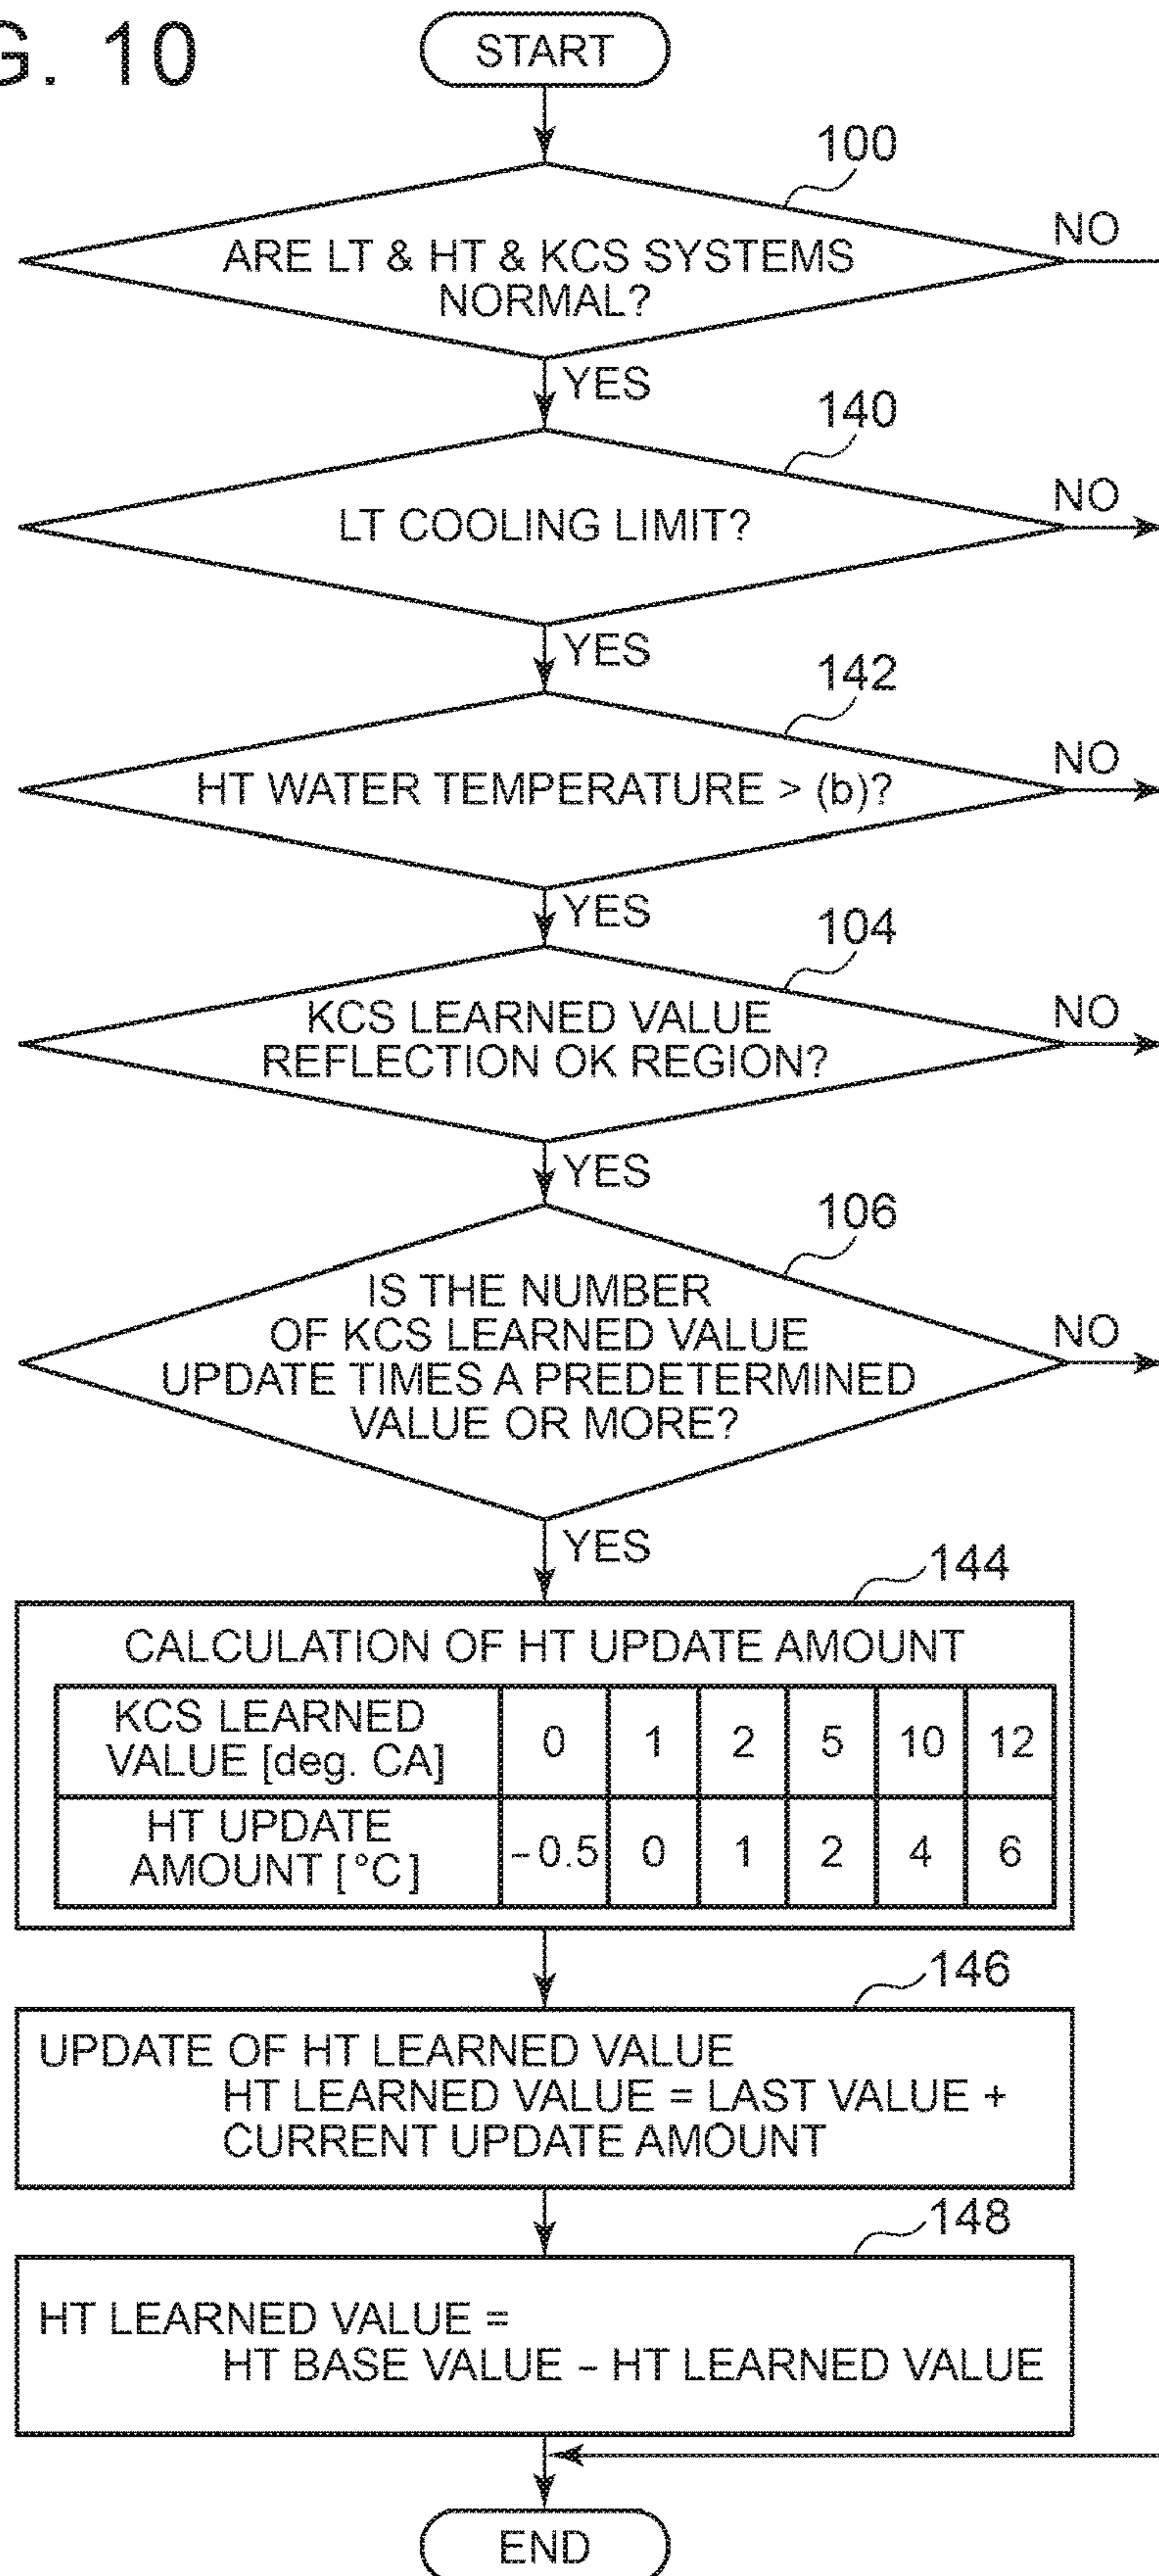 G. 10
START
100
ARE LT & HT & KCS SYSTEMS
NORMAL?
NO
YES
140
LT COOLING LIMIT?
NO
YES
142
HT WATER TEMPERATURE > (b)?
NO
YES
104
KCS LEARNED VALUE
REFLECTION OK REGION?
NO
YES
106
IS THE NUMBER
OF KCS LEARNED VALUE
UPDATE TIMES A PREDETERMINED
VALUE OR MORE?
NO
YES
144
CALCULATION OF HT UPDATE AMOUNT
KCS LEARNED
VALUE [deg. CA]
0 1 2 5 10 12
HT UPDATE
AMOUNT [°C]
-0.5 0 1 2 4 6
146
UPDATE OF HT LEARNED VALUE
HT LEARNED VALUE = LAST VALUE +
CURRENT UPDATE AMOUNT
148
HT LEARNED VALUE =
HT BASE VALUE - HT LEARNED VALUE
END